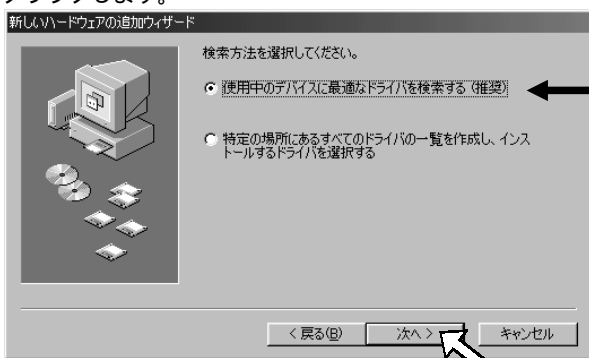 クリックします。
新しいハードウェアの追加ウィザード
検索方法を選択してください。
使用中のデバイスに最適なドライバを検索する（推奨）
特定の場所にあるすべてのドライバの一覧を作成し、インス
トールするドライバを選択する
< 戻る(B)
次へ >
キャンセル